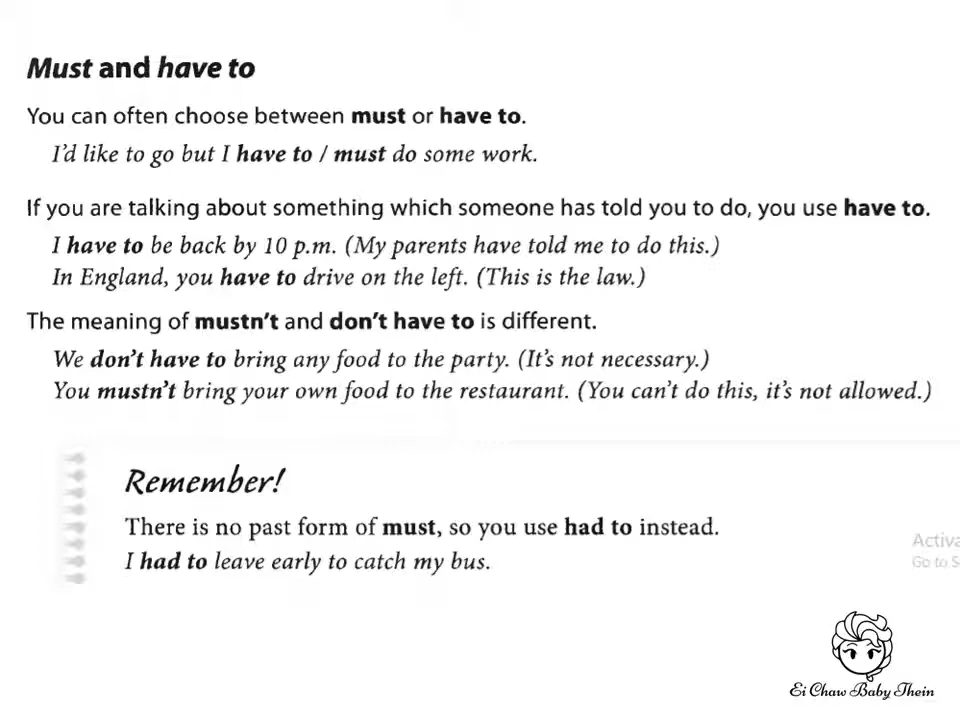 Must and have to
You can often choose between must or have to.
I'd like to go but I have to / must do some work.
If you are talking about something which someone has told you to do, you use have to.
I have to be back by 10 p.m. (My parents have told me to do this.)
In England, you have to drive on the left. (This is the law.)
The meaning of mustn't and don't have to is different.
We don't have to bring any food to the party. (It's not necessary.)
You mustn't bring your own food to the restaurant. (You can't do this, it's not allowed.)
Remember!
There is no past form of must, so you use had to instead.
I had to leave early to catch my bus.
Activa
Go to S
Ei Chaw Baby Thein